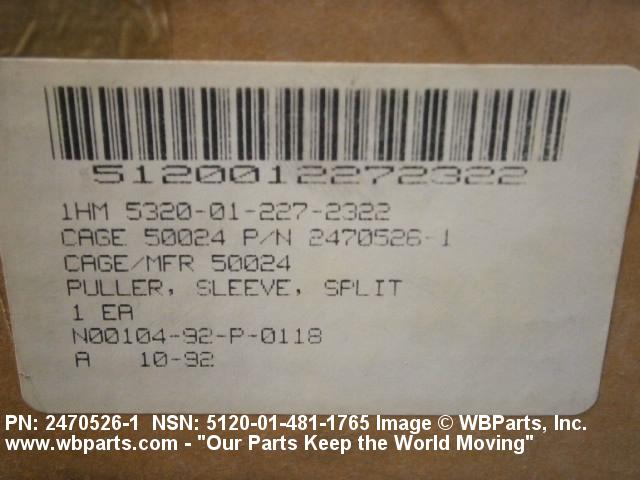 5120012272322
1HM 5320-01-227-2322
CAGE 50024 P/N 2470526-1
CAGE/MFR 50024
PULLER, SLEEVE, SPLIT
1 EA
N00104-92-P-0118
A 10-92
PN: 2470526-1 NSN: 5120-01-481-1765 Image © WBParts, Inc.
www.wbparts.com - "Our Parts Keep the World Moving"